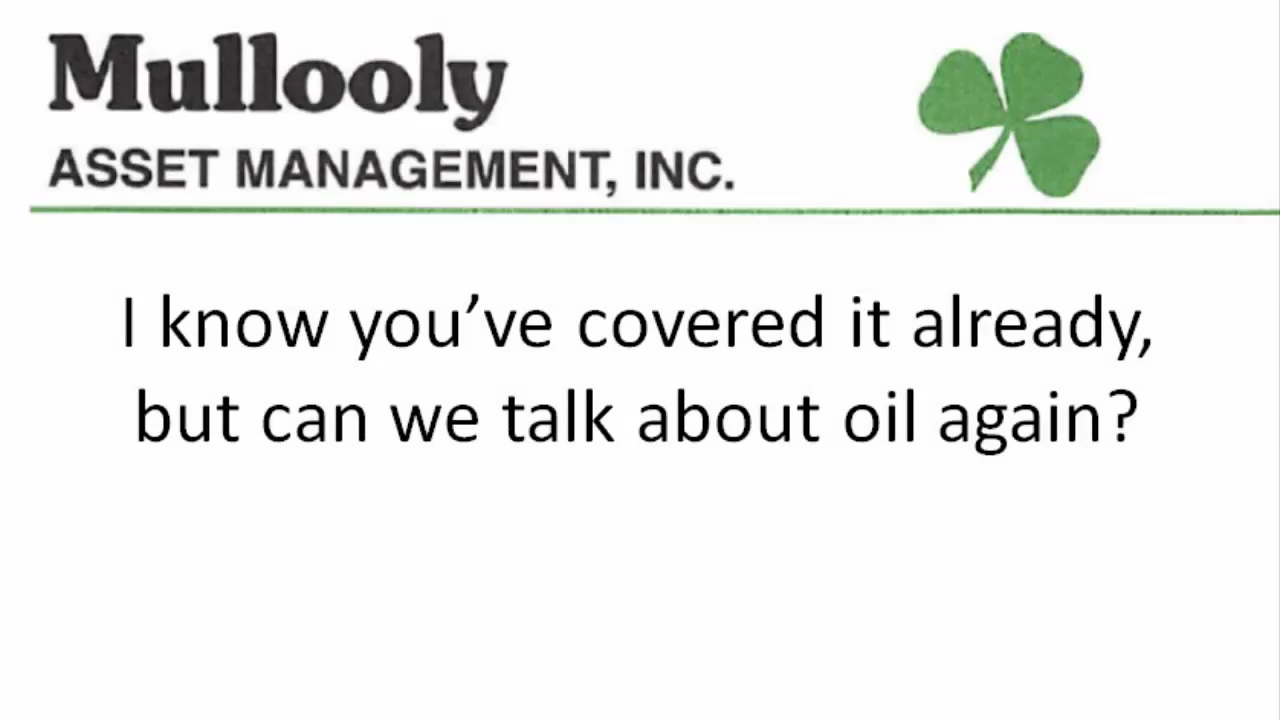 Mullooly
ASSET MANAGEMENT, INC.
I know you’ve covered it already,
but can we talk about oil again?